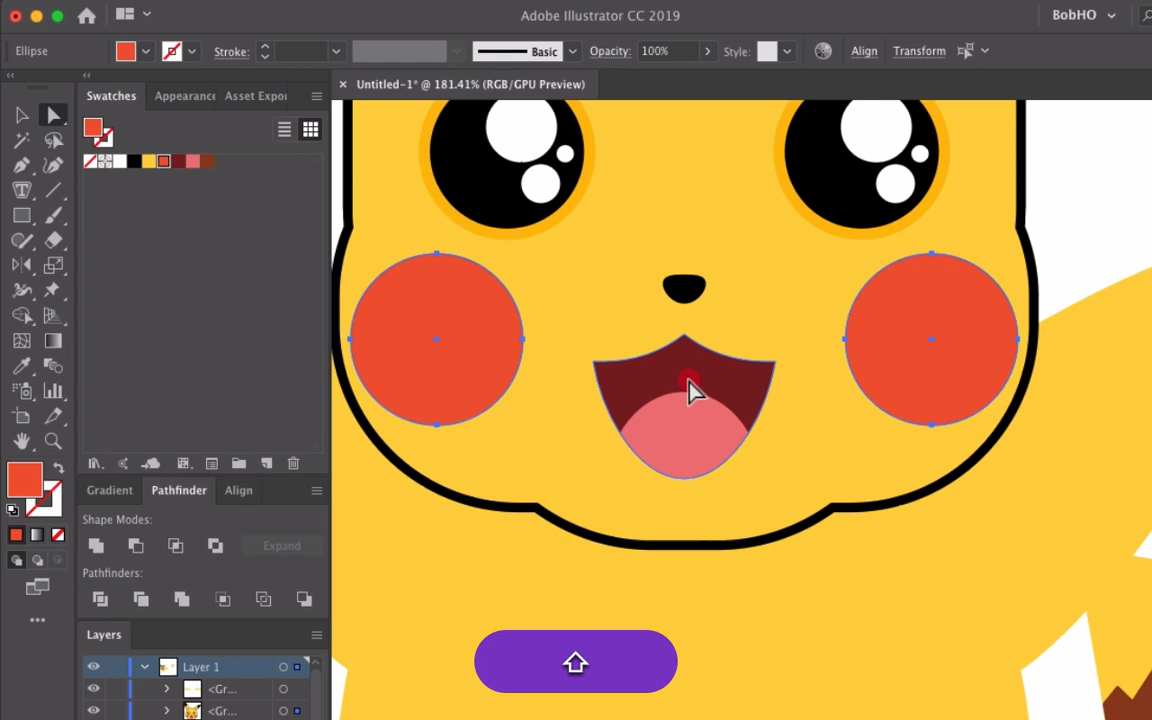 Adobe Illustrator CC 2019
BobHO
Ellipse
Stroke:
Basic
Opacity:
100%
Style:
Align
Transform
Swatches
Appearance
Asset Expor
× Untitled-1* @ 181.41% (RGB/GPU Preview)
Gradient
Pathfinder
Align
Shape Modes:
Expand
Pathfinders:
Layers
Layer 1
<Gr...
<Gr...